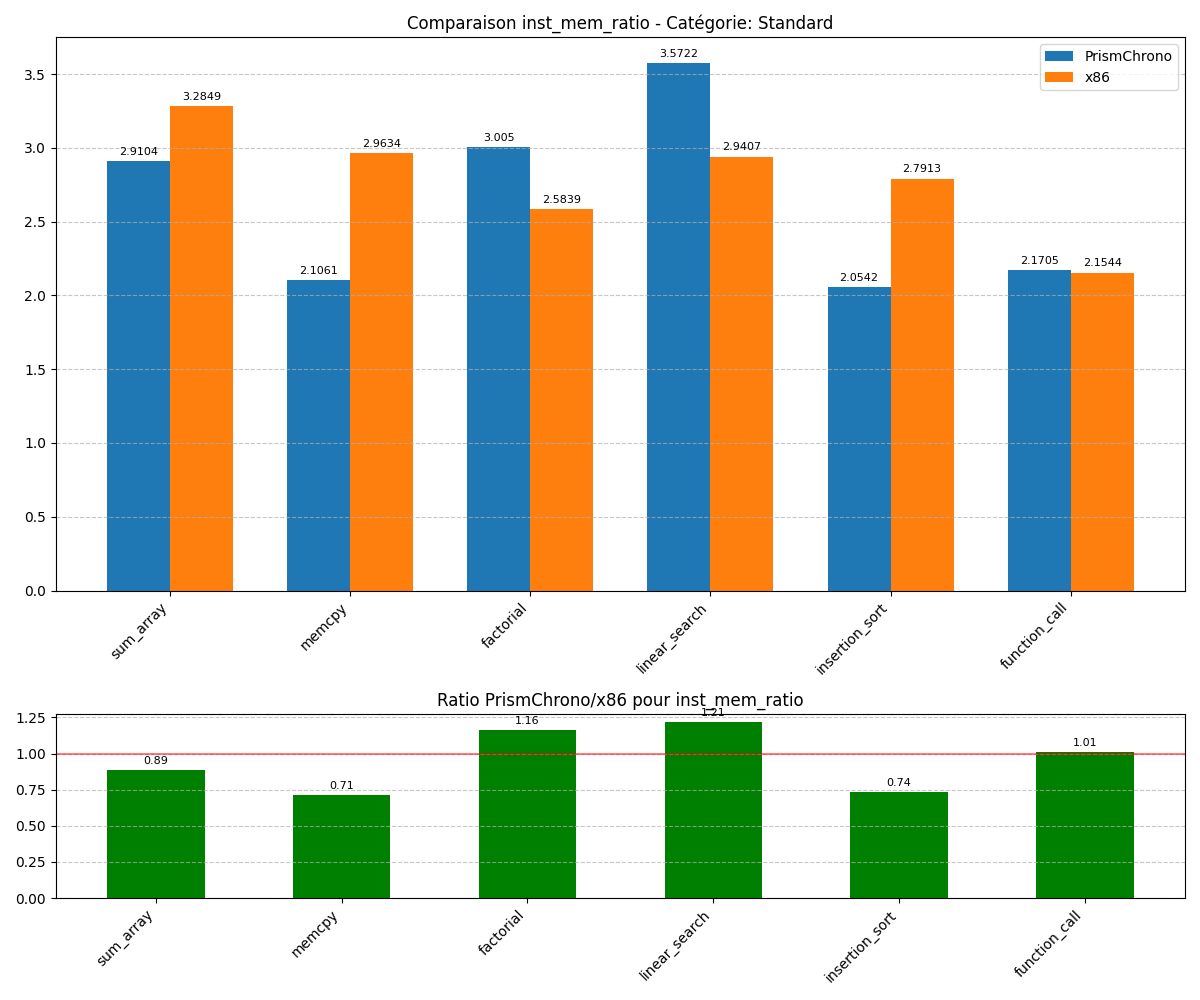 Comparaison inst_mem_ratio - Catégorie: Standard
PrismChrono
x86
3.5
3.0
2.5
2.0
1.5
1.0
0.5
0.0
2.9104
3.2849
2.1061
2.9634
3.005
2.5839
3.5722
2.9407
2.0542
2.7913
2.1705
2.1544
sum_array
memcpy
factorial
linear_search
insertion_sort
function_call
Ratio PrismChrono/x86 pour inst_mem_ratio
1.25
1.00
0.75
0.50
0.25
0.00
0.89
0.71
1.16
1.21
0.74
1.01
sum_array
memcpy
factorial
linear_search
insertion_sort
function_call